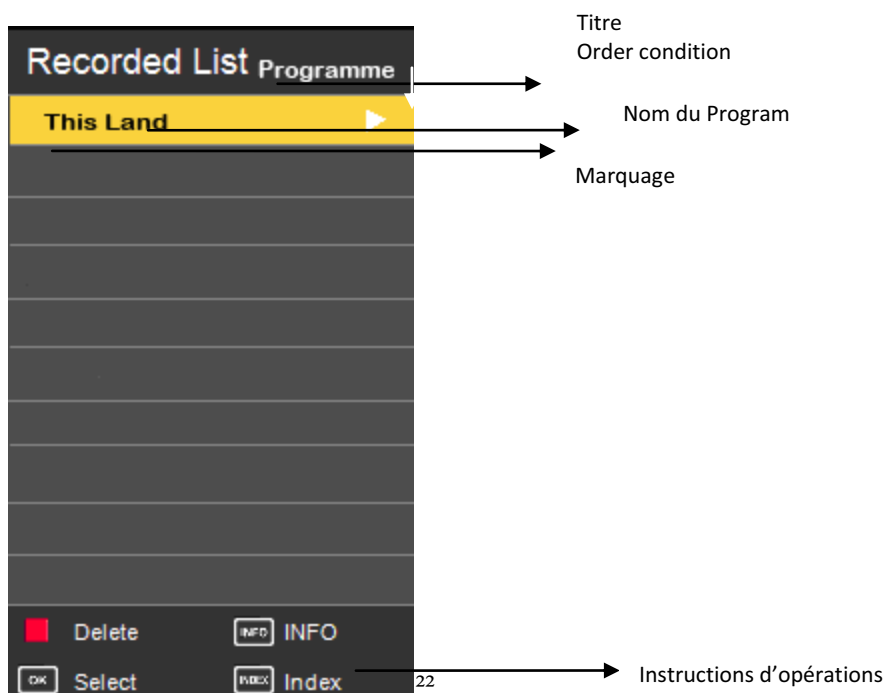 Titre
Order condition
Recorded List Programme
This Land
Nom du Program
Marquage
Delete
INFO INFO
OK Select
INDEX Index
22
Instructions d’opérations